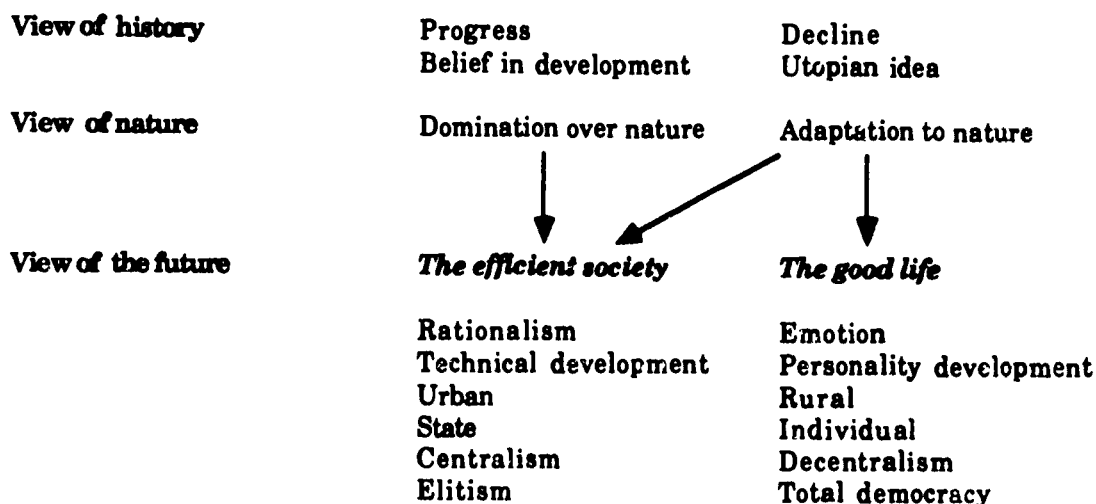 View of history Progress Decline
Belief in development Utopian idea
View of nature Domination over nature Adaptation to nature
View of the future The efficient society The good life
Rationalism Emotion
Technical development Personality development
Urban Rural
State Individual
Centralism Decentralism
Elitism Total democracy